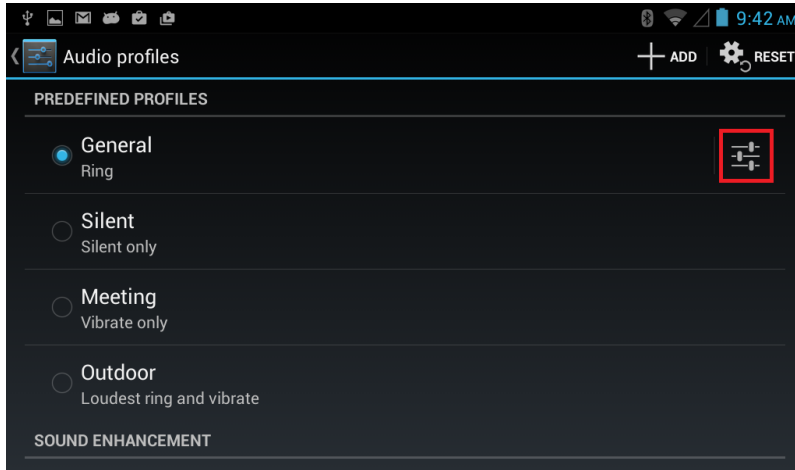 9:42 AM
Audio profiles
ADD
RESET
PREDEFINED PROFILES
General
Ring
Silent
Silent only
Meeting
Vibrate only
Outdoor
Loudest ring and vibrate
SOUND ENHANCEMENT